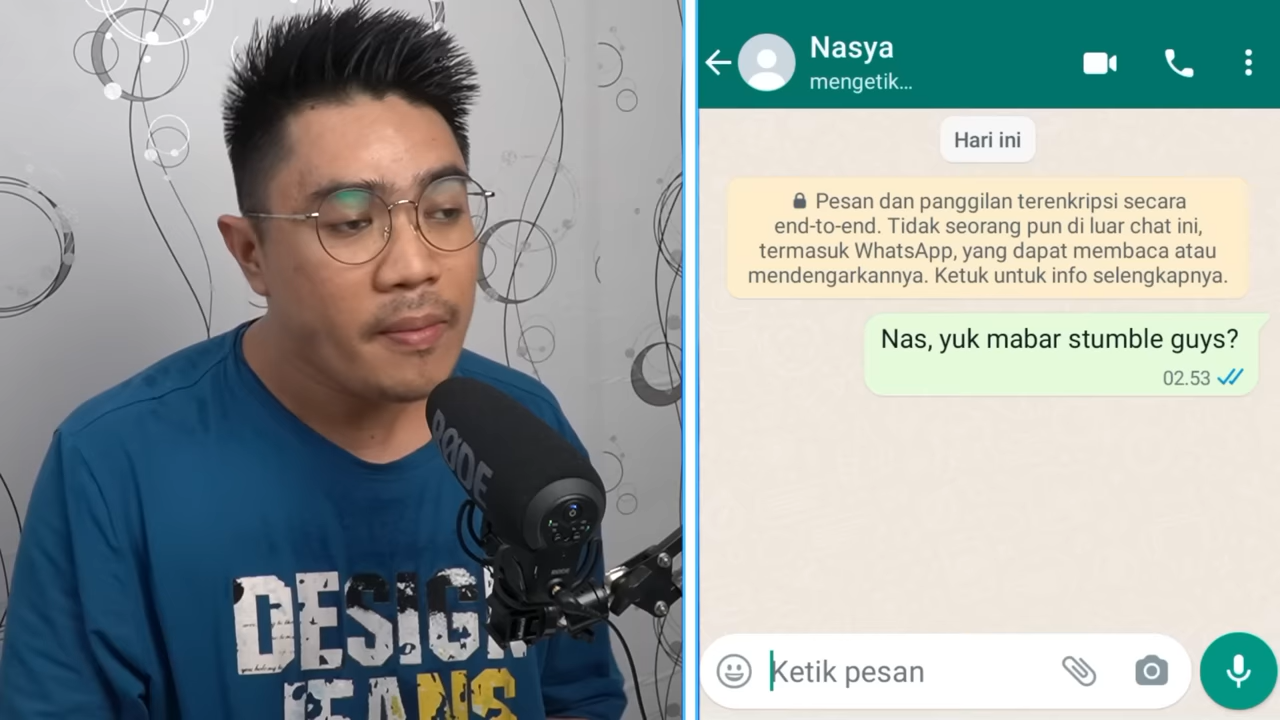 RØDE
DESIGN
JEANS
Nasya
mengetik...
Hari ini
Pesan dan panggilan terenkripsi secara
end-to-end. Tidak seorang pun di luar chat ini,
termasuk WhatsApp, yang dapat membaca atau
mendengarkannya. Ketuk untuk info selengkapnya.
Nas, yuk mabar stumble guys?
02.53
Ketik pesan